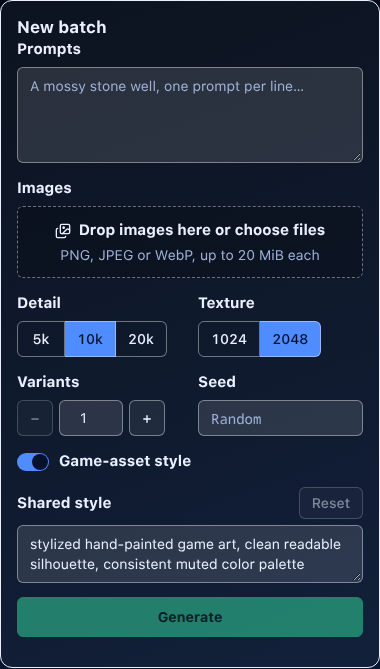 New batch
Prompts
A mossy stone well, one prompt per line…
Images
Drop images here or choose files
PNG, JPEG or WebP, up to 20 MiB each
Detail Texture
5k 10k 20k 1024 2048
Variants Seed
− 1 + Random
Game-asset style
Shared style Reset
stylized hand-painted game art, clean readable
silhouette, consistent muted color palette
Generate